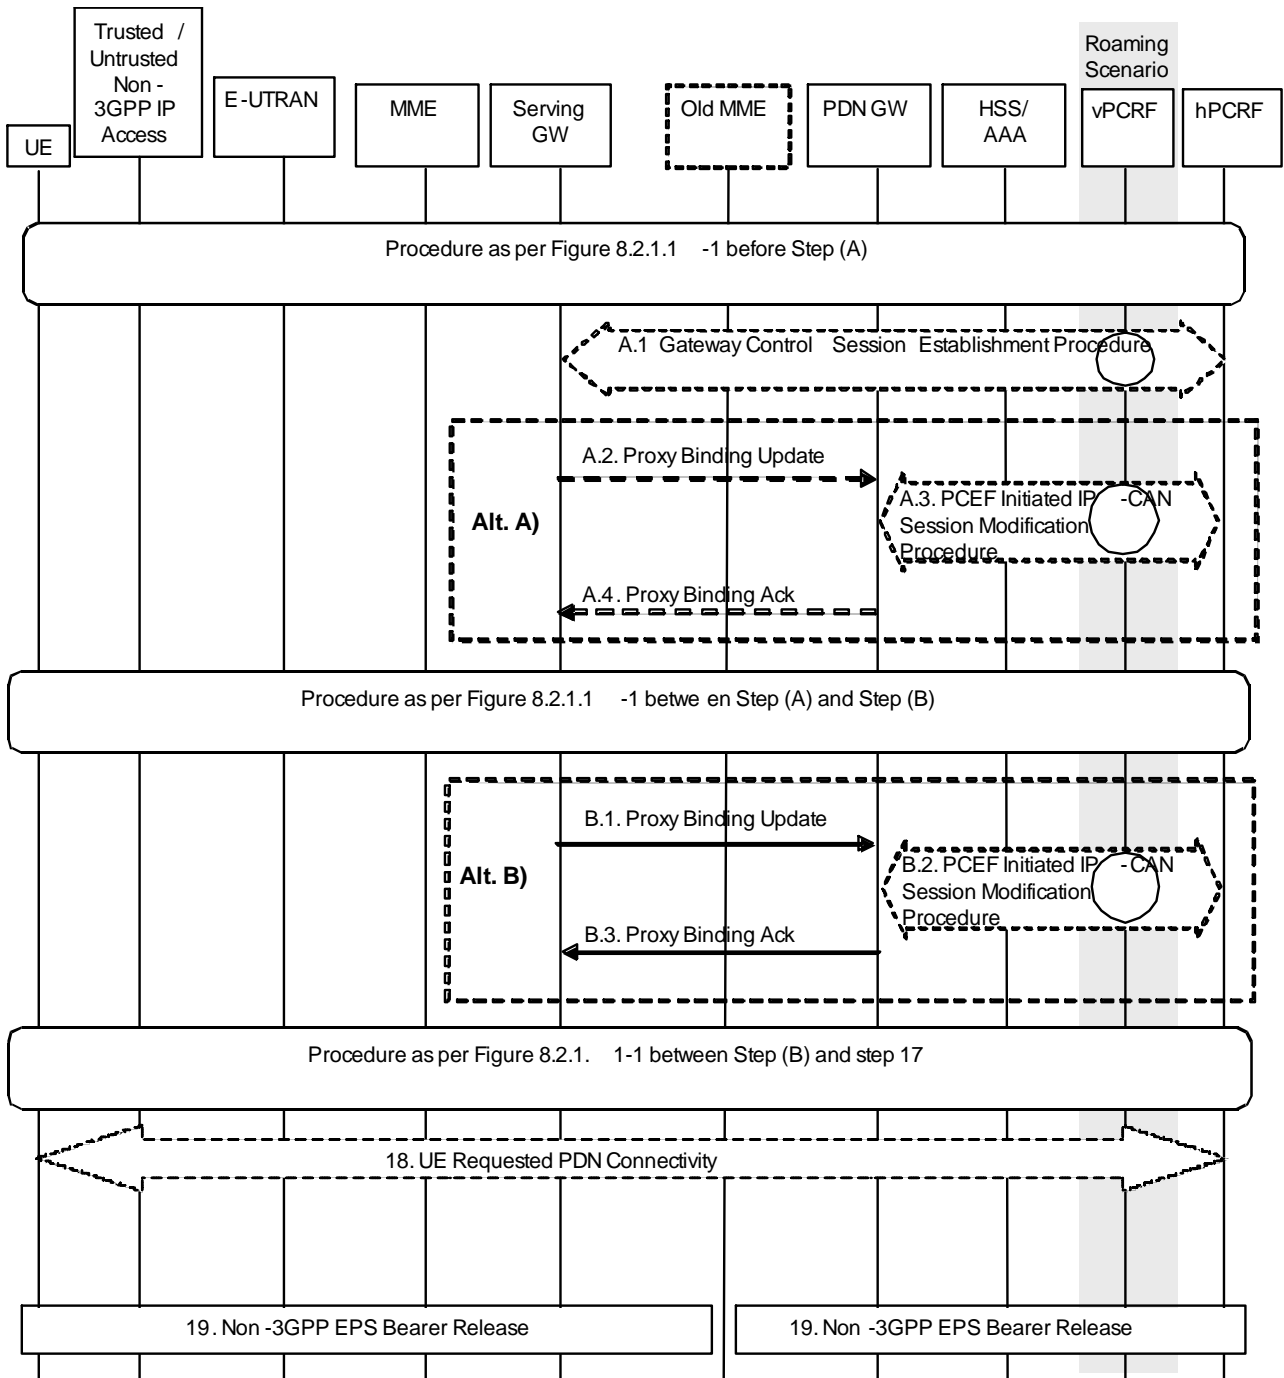 Trusted /
Untrusted
Non -
3GPP IP
Access
UE
E-UTRAN
MME
Serving
GW
Old MME
PDN GW
HSS/
AAA
Roaming
Scenario
vPCRF
hPCRF
Procedure as per Figure 8.2.1.1 -1 before Step (A)
A.1 Gateway Control Session Establishment Procedure
Alt. A)
A.2. Proxy Binding Update
A.3. PCEF Initiated IP -CAN
Session Modification
Procedure
A.4. Proxy Binding Ack
Procedure as per Figure 8.2.1.1 -1 betwe en Step (A) and Step (B)
Alt. B)
B.1. Proxy Binding Update
B.2. PCEF Initiated IP -CAN
Session Modification
Procedure
B.3. Proxy Binding Ack
Procedure as per Figure 8.2.1. 1-1 between Step (B) and step 17
18. UE Requested PDN Connectivity
19. Non -3GPP EPS Bearer Release
19. Non -3GPP EPS Bearer Release